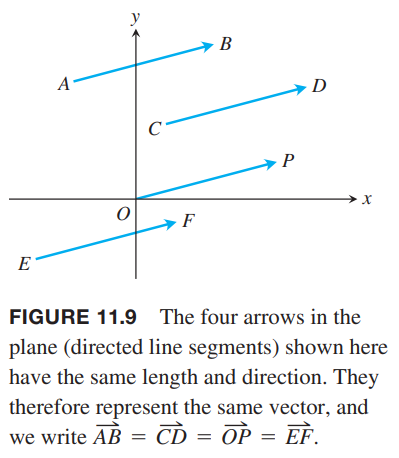 y
B
A
D
C
P
x
O
F
E
FIGURE 11.9 The four arrows in the
plane (directed line segments) shown here
have the same length and direction. They
therefore represent the same vector, and
we write $\overrightarrow{AB} = \overrightarrow{CD} = \overrightarrow{OP} = \overrightarrow{EF}$.